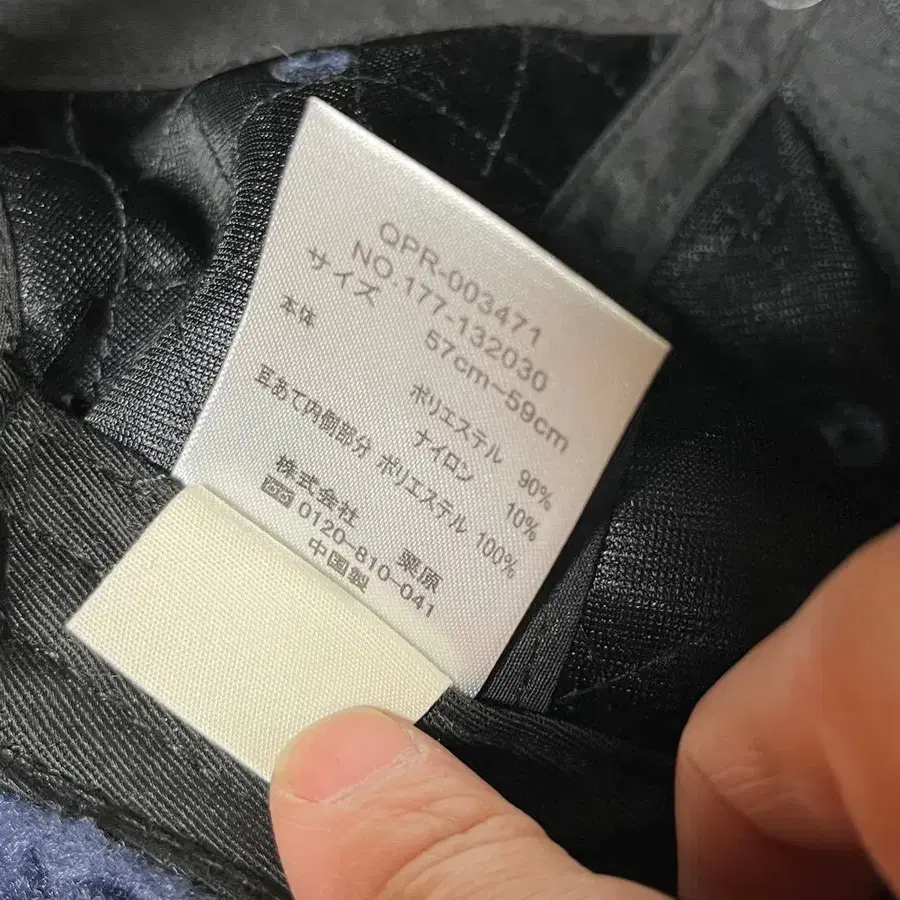 QPR-003471
NO.177-132030
サイズ 57cm~59cm
本体 ポリエステル 90%
ナイロン 10%
耳あて内側部分 ポリエステル 100%
株式会社 栗原
0120-810-041
中国製